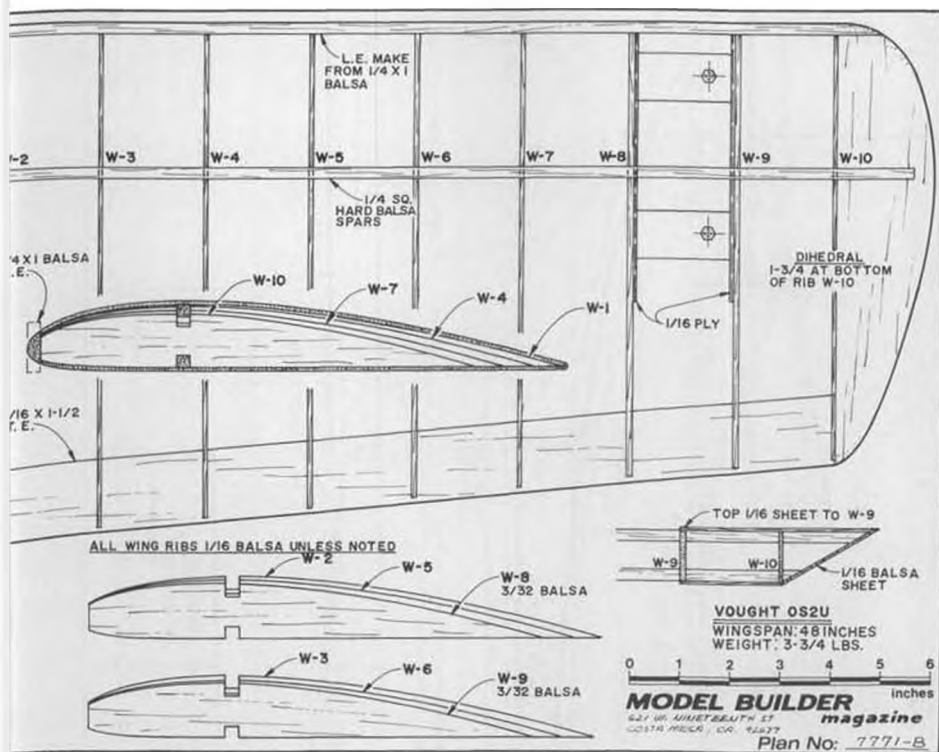 L.E. MAKE
FROM 1/4 X 1
BALSA
-2
W-3
W-4
W-5
W-6
W-7
W-8
W-9
W-10
1/4 SQ.
HARD BALSA
SPARS
/4 X 1 BALSA
.E.
W-10
W-7
W-4
W-1
DIHEDRAL
1-3/4 AT BOTTOM
OF RIB W-10
1/16 PLY
/16 X 1-1/2
T.E.
ALL WING RIBS 1/16 BALSA UNLESS NOTED
W-2
W-5
W-8
3/32 BALSA
W-3
W-6
W-9
3/32 BALSA
TOP 1/16 SHEET TO W-9
W-9
W-10
1/16 BALSA
SHEET
VOUGHT OS2U
WINGSPAN: 48 INCHES
WEIGHT: 3-3/4 LBS.
0 1 2 3 4 5 6
inches
MODEL BUILDER
magazine
621 W. NINETEENTH ST
COSTA MESA, CA. 92627
Plan No: 7771-B